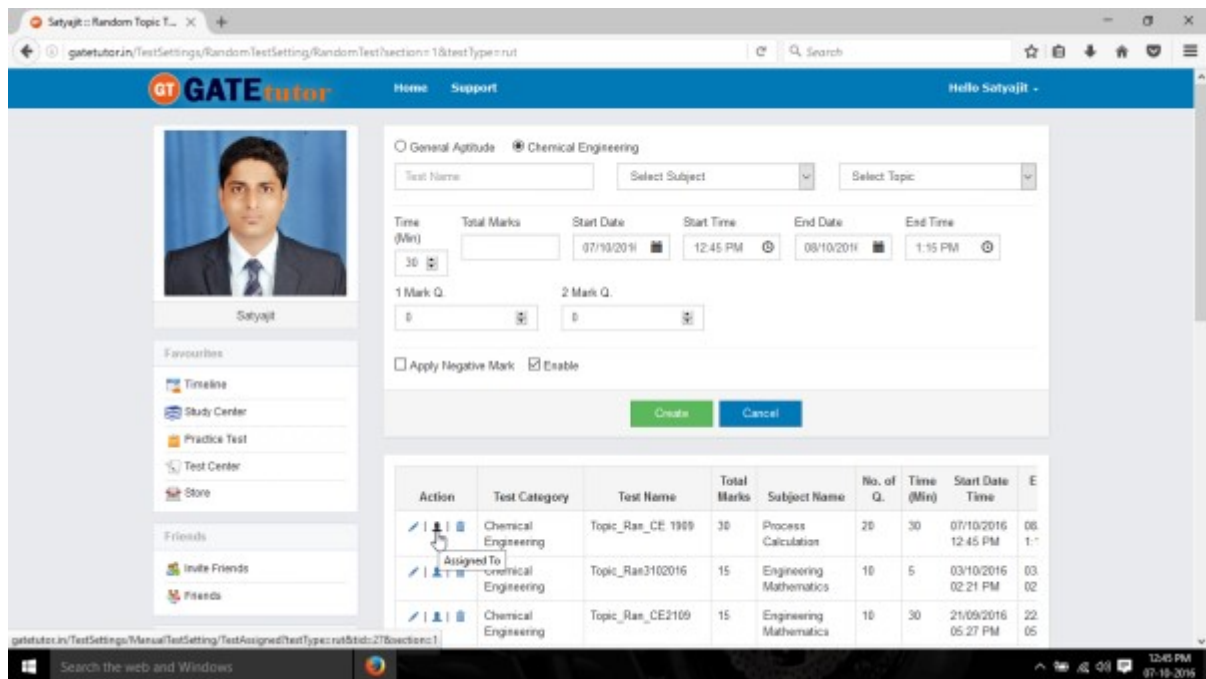 Satyajit :: Random Topic T...
gatetutor.in/TestSettings/RandomTestSetting/RandomTest?section=1&testType=rut
Search
GT GATEtutor
Home Support
Hello Satyajit
Satyajit
Favourites
Timeline
Study Center
Practice Test
Test Center
Store
Friends
Invite Friends
Friends
General Aptitude Chemical Engineering
Test Name Select Subject Select Topic
Time (Min) Total Marks Start Date Start Time End Date End Time
30 07/10/201 12:45 PM 08/10/201 1:15 PM
1 Mark Q. 2 Mark Q.
0 0
Apply Negative Mark Enable
Create Cancel
Action Test Category Test Name Total Marks Subject Name No. of Q. Time (Min) Start Date Time E
Chemical Engineering Topic_Ran_CE 1909 30 Process Calculation 20 30 07/10/2016 12:45 PM 08.
Assigned To
Chemical Engineering Topic_Ran3102016 15 Engineering Mathematics 10 5 03/10/2016 02:21 PM 03. 02
Chemical Engineering Topic_Ran_CE2109 15 Engineering Mathematics 10 30 21/09/2016 05:27 PM 22. 05
gatetutor.in/TestSettings/ManualTestSetting/TestAssigned?testType=rut&tid=27&section=1
Search the web and Windows
12:45 PM
07-10-2016